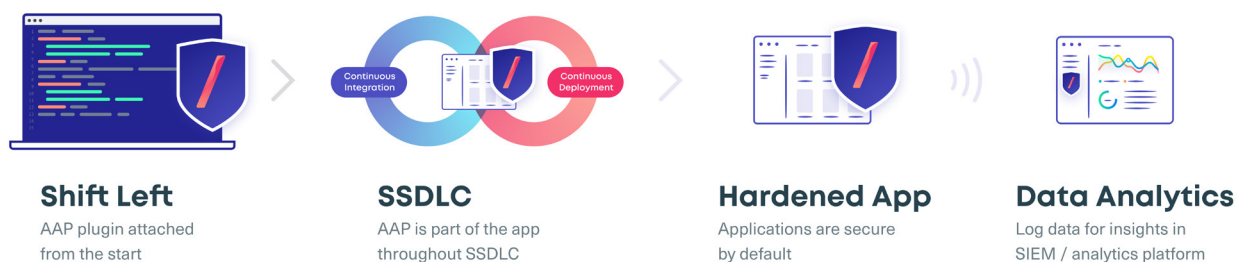 Continuous
Integration
Continuous
Deployment
Shift Left
AAP plugin attached
from the start
SSDLC
AAP is part of the app
throughout SSDLC
Hardened App
Applications are secure
by default
Data Analytics
Log data for insights in
SIEM / analytics platform